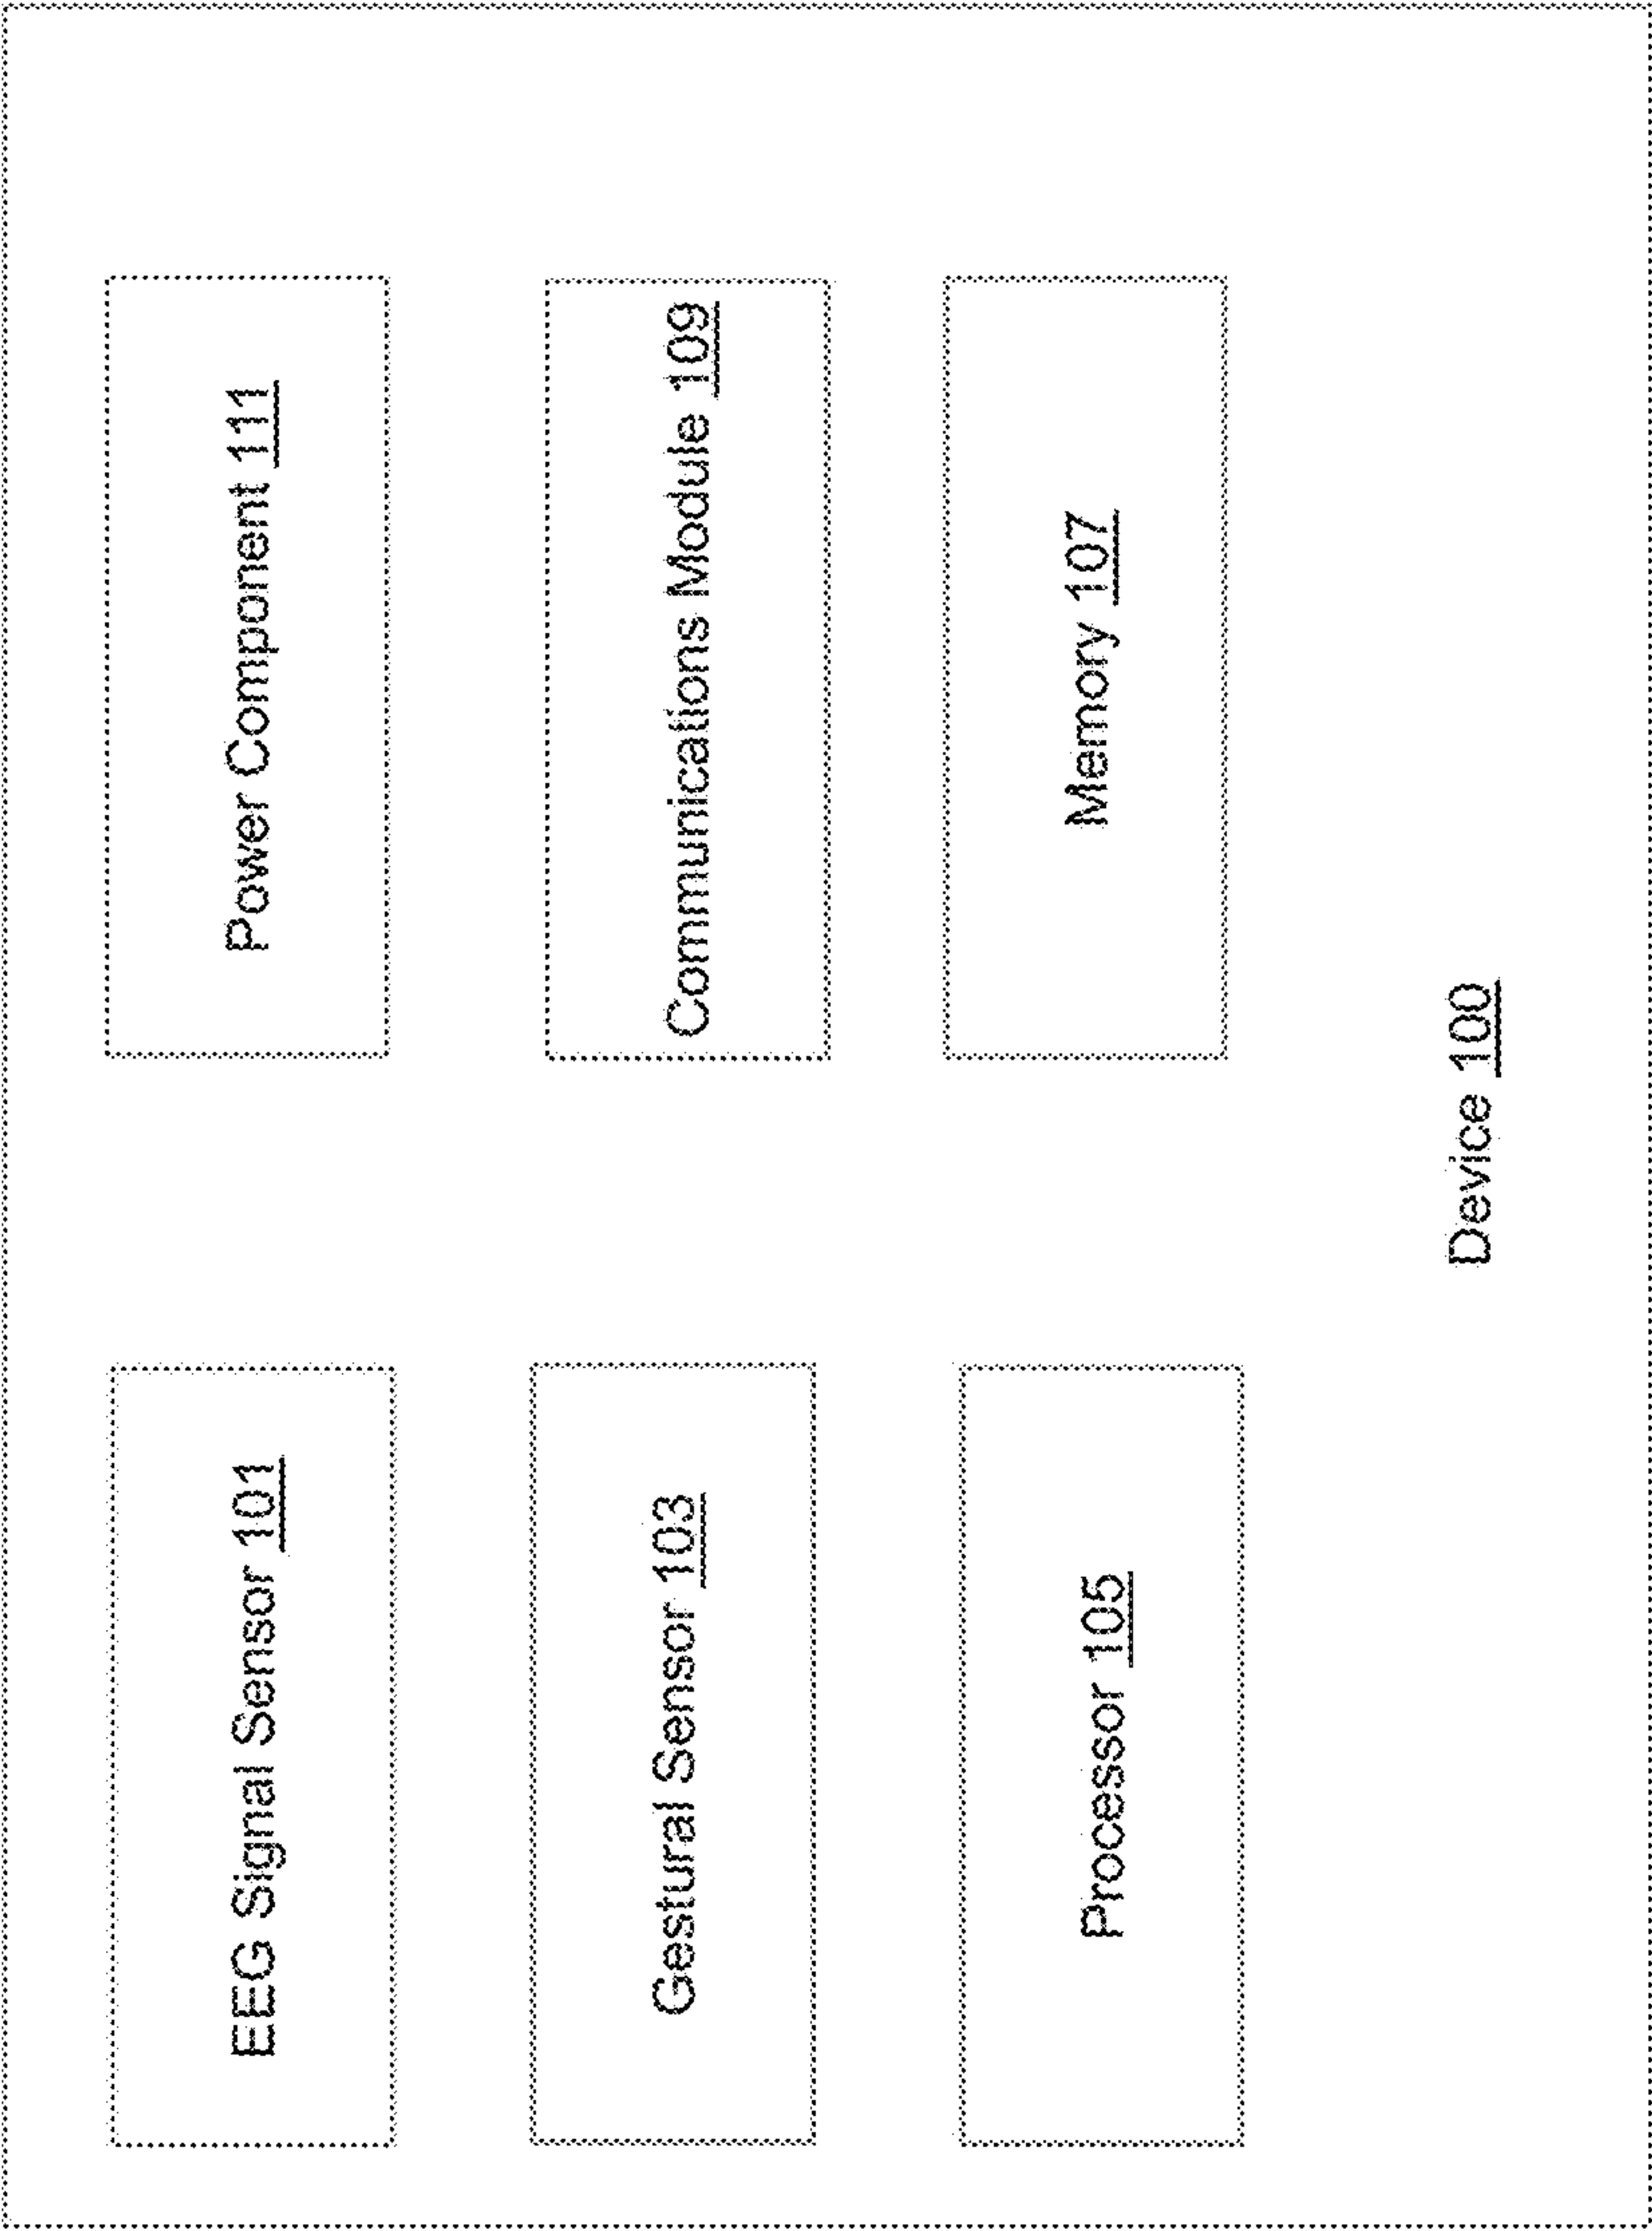 EEG Signal Sensor 101
Power Component 111
Gestural Sensor 103
Communications Module 109
Processor 105
Memory 107
Device 100